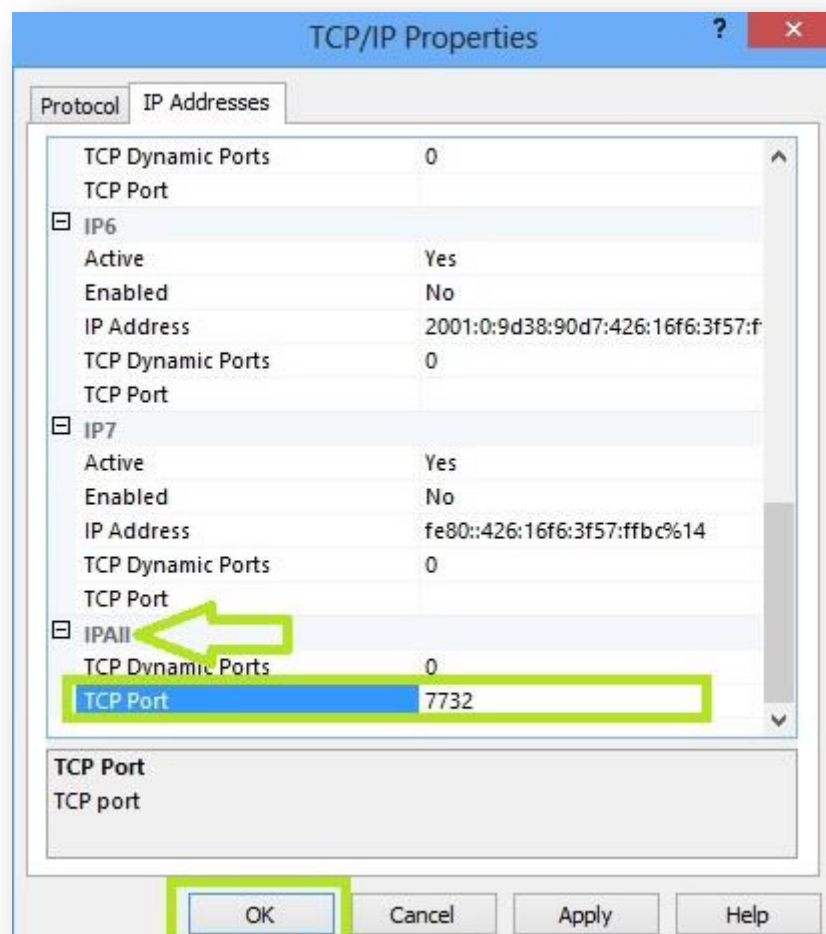 TCP/IP Properties ?
Protocol IP Addresses
TCP Dynamic Ports 0
TCP Port
IP6
Active Yes
Enabled No
IP Address 2001:0:9d38:90d7:426:16f6:3f57:f
TCP Dynamic Ports 0
TCP Port
IP7
Active Yes
Enabled No
IP Address fe80::426:16f6:3f57:ffbc%14
TCP Dynamic Ports 0
TCP Port
IPAll
TCP Dynamic Ports 0
TCP Port 7732
TCP Port
TCP port
OK Cancel Apply Help